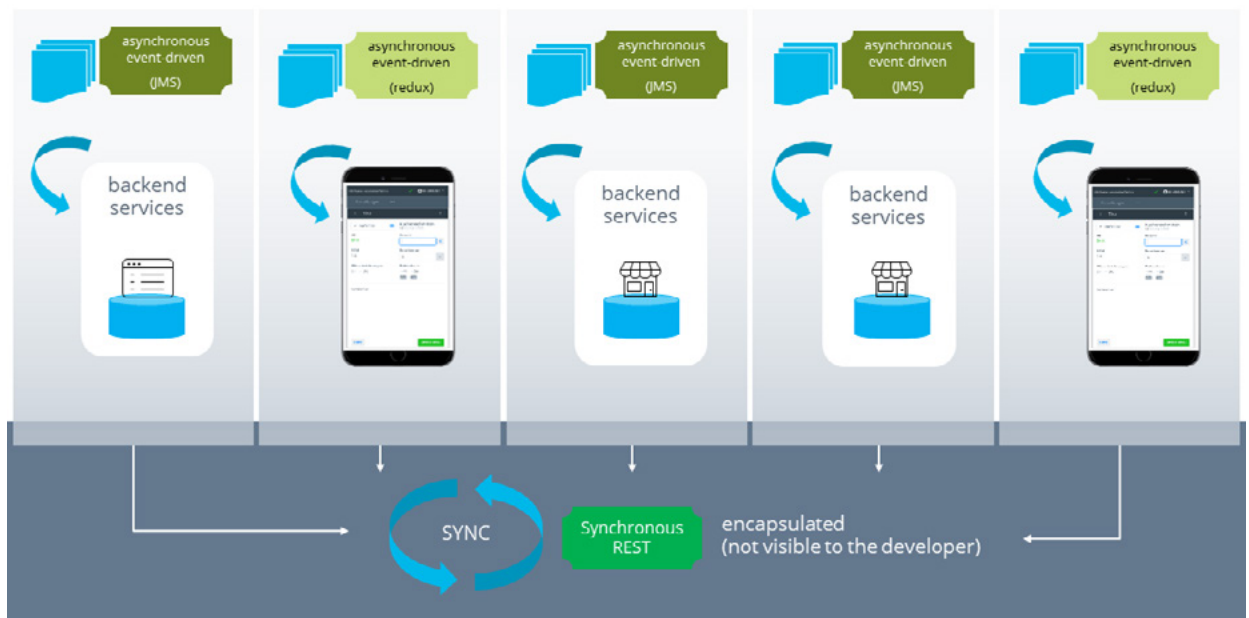 asynchronous
event-driven
(JMS)
asynchronous
event-driven
(redux)
asynchronous
event-driven
(JMS)
asynchronous
event-driven
(JMS)
asynchronous
event-driven
(redux)
backend
services
backend
services
backend
services
SYNC
Synchronous
REST
encapsulated
(not visible to the developer)